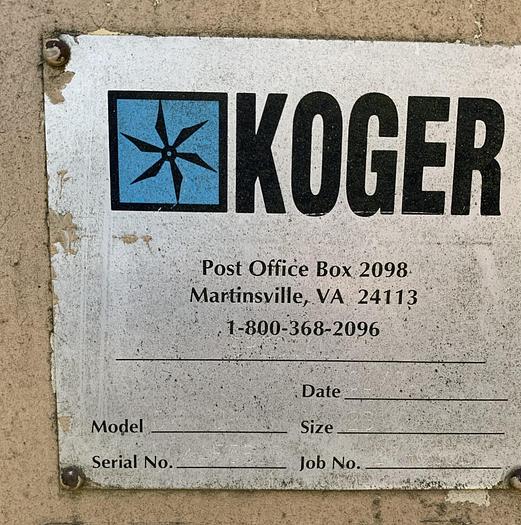 KOGER
Post Office Box 2098
Martinsville, VA 24113
1-800-368-2096
Date
Model Size
Serial No. Job No.